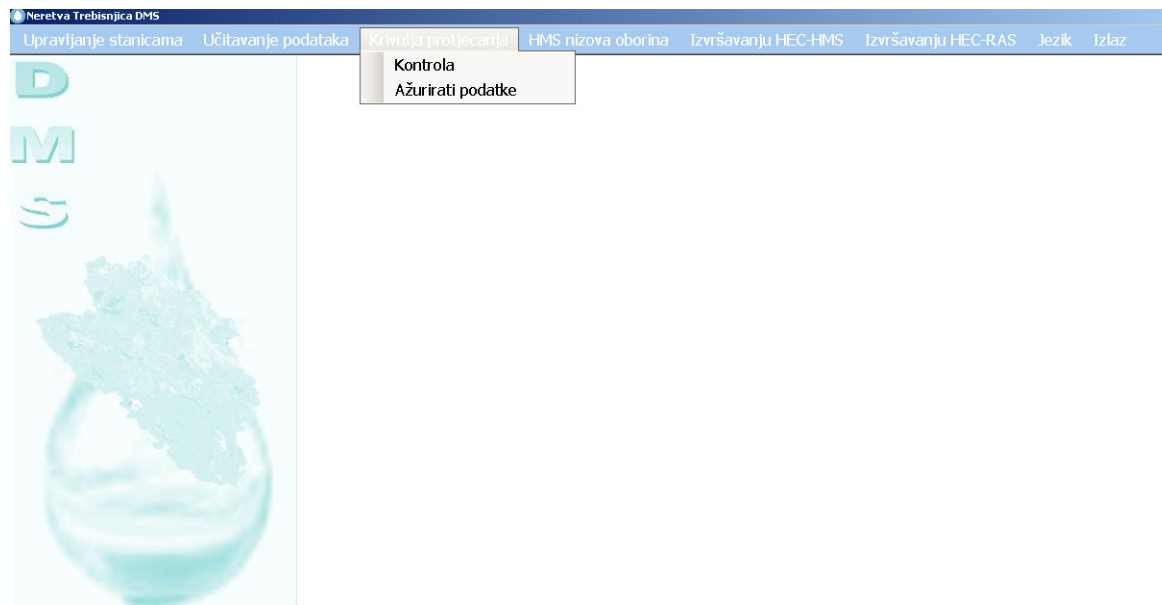 Neretva Trebisnjica DMS
Upravljanje stanicama Učitavanje podataka Krivulja protjecanja HMS nizova oborina Izvršavanju HEC-HMS Izvršavanju HEC-RAS Jezik Izlaz
Kontrola
Ažurirati podatke
D
M
S